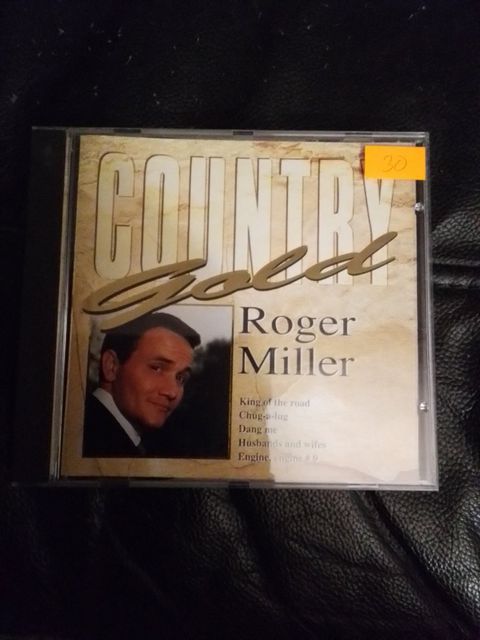 COUNTRY
30
Gold
Roger
Miller
King of the road
Chug-a-lug
Dang me
Husbands and wifes
Engine, engine # 9